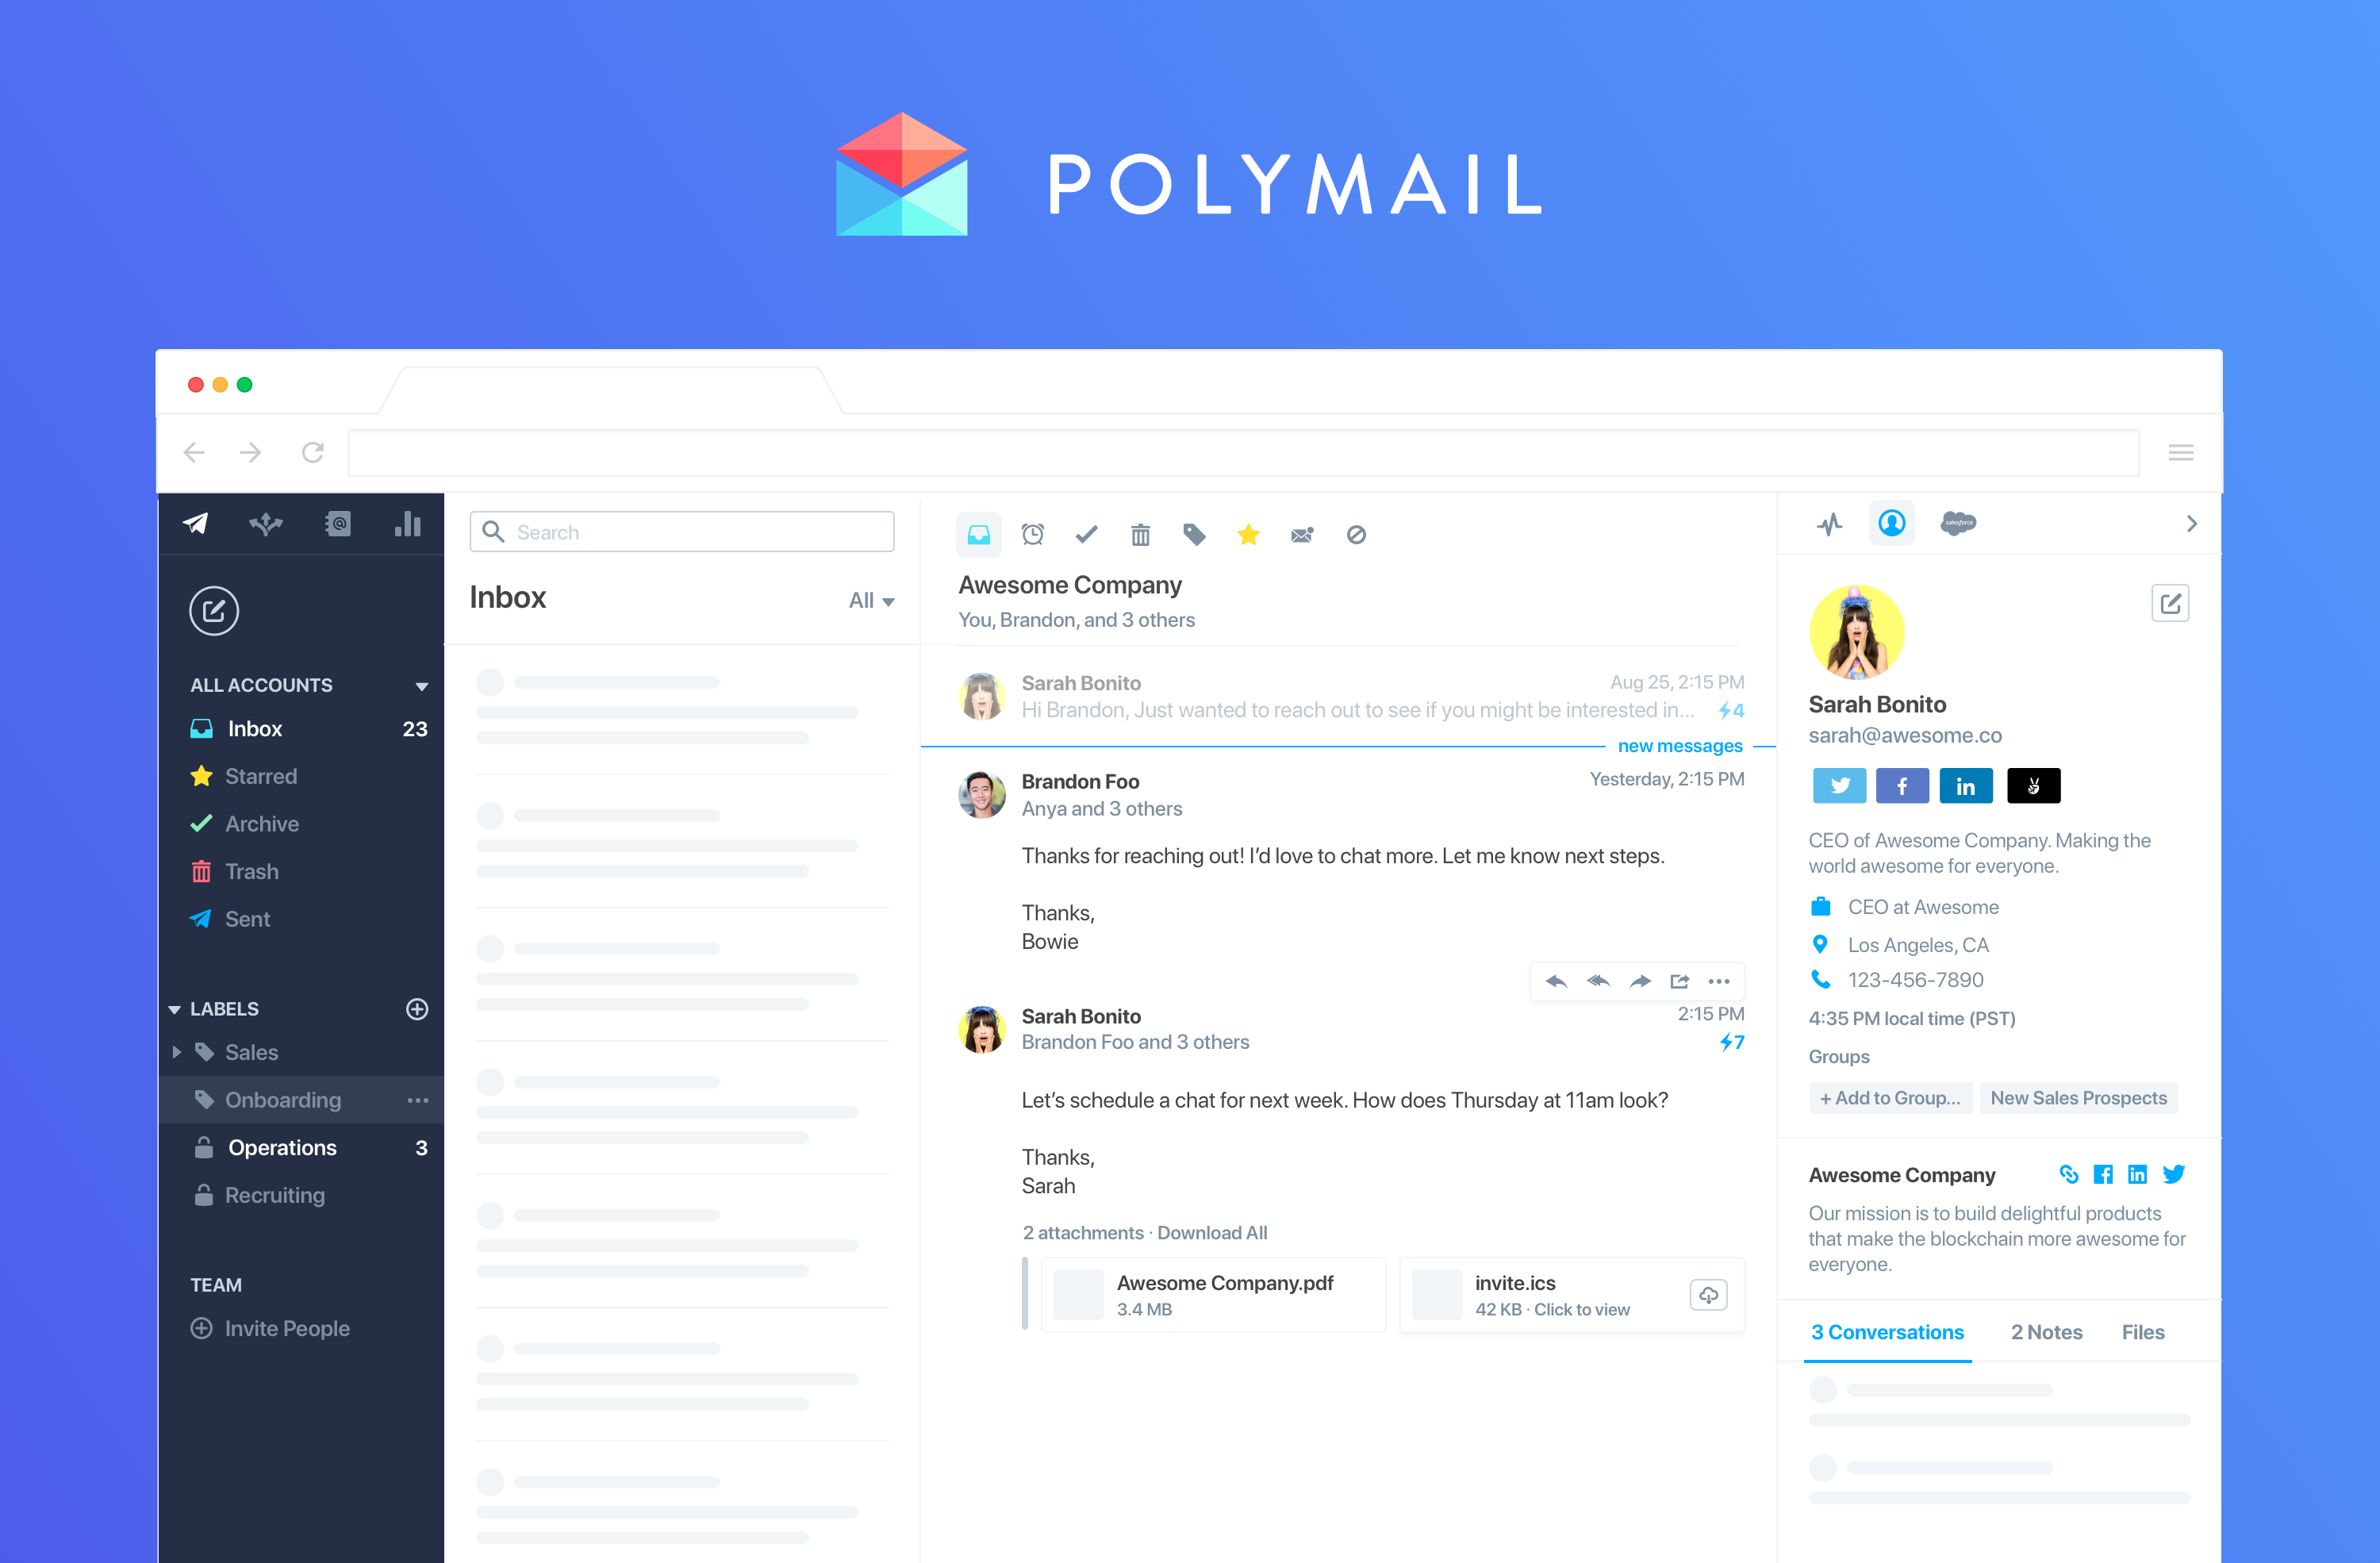 POLYMAIL
Search
Inbox
All
ALL ACCOUNTS
Inbox 23
Starred
Archive
Trash
Sent
LABELS
Sales
Onboarding
Operations 3
Recruiting
TEAM
Invite People
Awesome Company
You, Brandon, and 3 others
Sarah Bonito Aug 25, 2:15 PM
Hi Brandon, Just wanted to reach out to see if you might be interested in... 4
new messages
Brandon Foo Yesterday, 2:15 PM
Anya and 3 others
Thanks for reaching out! I’d love to chat more. Let me know next steps.
Thanks,
Bowie
Sarah Bonito 2:15 PM
Brandon Foo and 3 others 7
Let’s schedule a chat for next week. How does Thursday at 11am look?
Thanks,
Sarah
2 attachments · Download All
Awesome Company.pdf
3.4 MB
invite.ics
42 KB · Click to view
salesforce
Sarah Bonito
sarah@awesome.co
CEO of Awesome Company. Making the
world awesome for everyone.
CEO at Awesome
Los Angeles, CA
123-456-7890
4:35 PM local time (PST)
Groups
+ Add to Group... New Sales Prospects
Awesome Company
Our mission is to build delightful products
that make the blockchain more awesome for
everyone.
3 Conversations 2 Notes Files